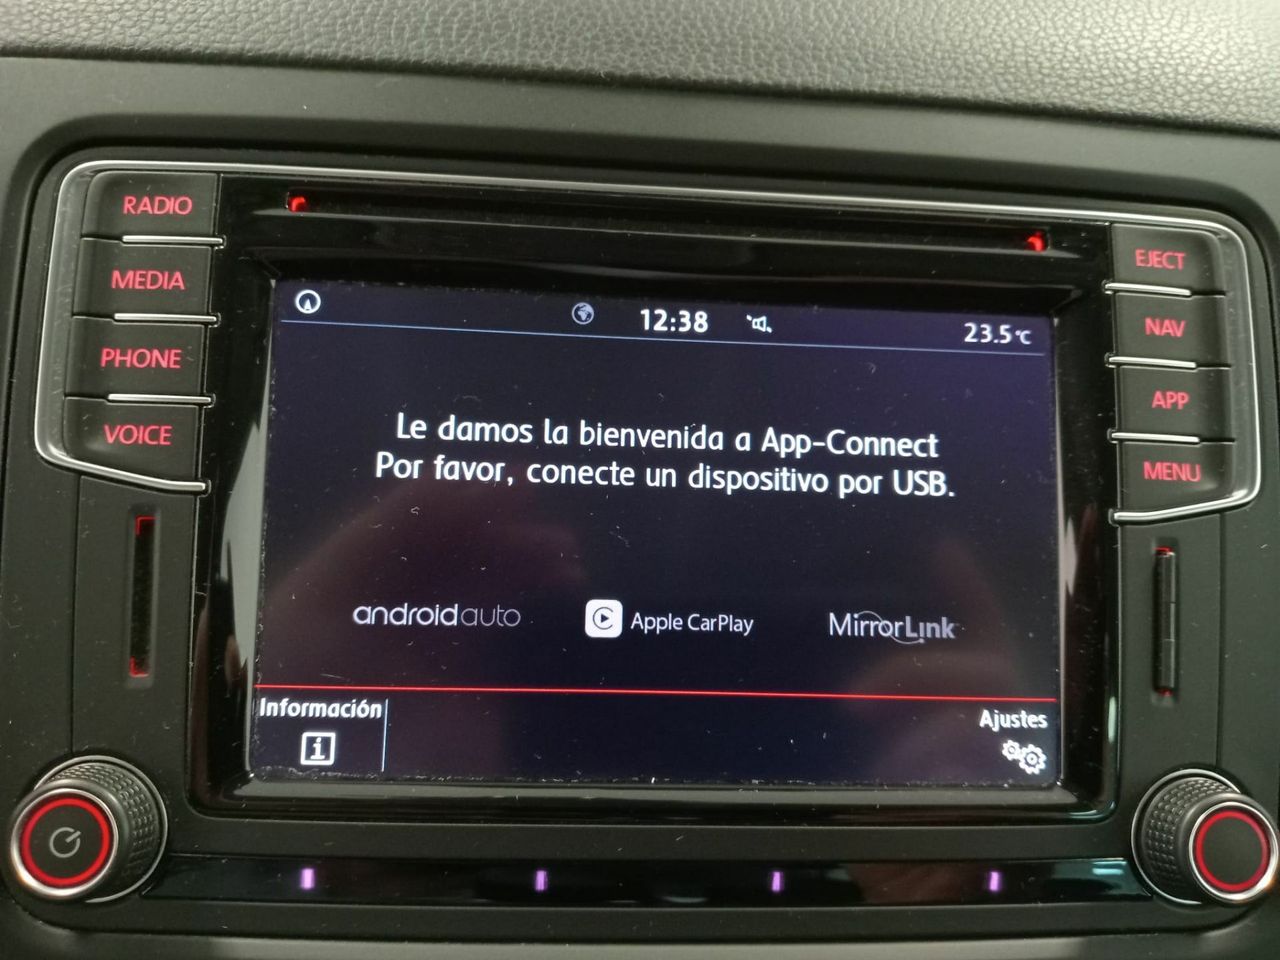 RADIO
MEDIA
PHONE
VOICE
EJECT
NAV
APP
MENU
12:38
23.5°C
Le damos la bienvenida a App-Connect
Por favor, conecte un dispositivo por USB.
androidauto
Apple CarPlay
MirrorLink
Información
i
Ajustes